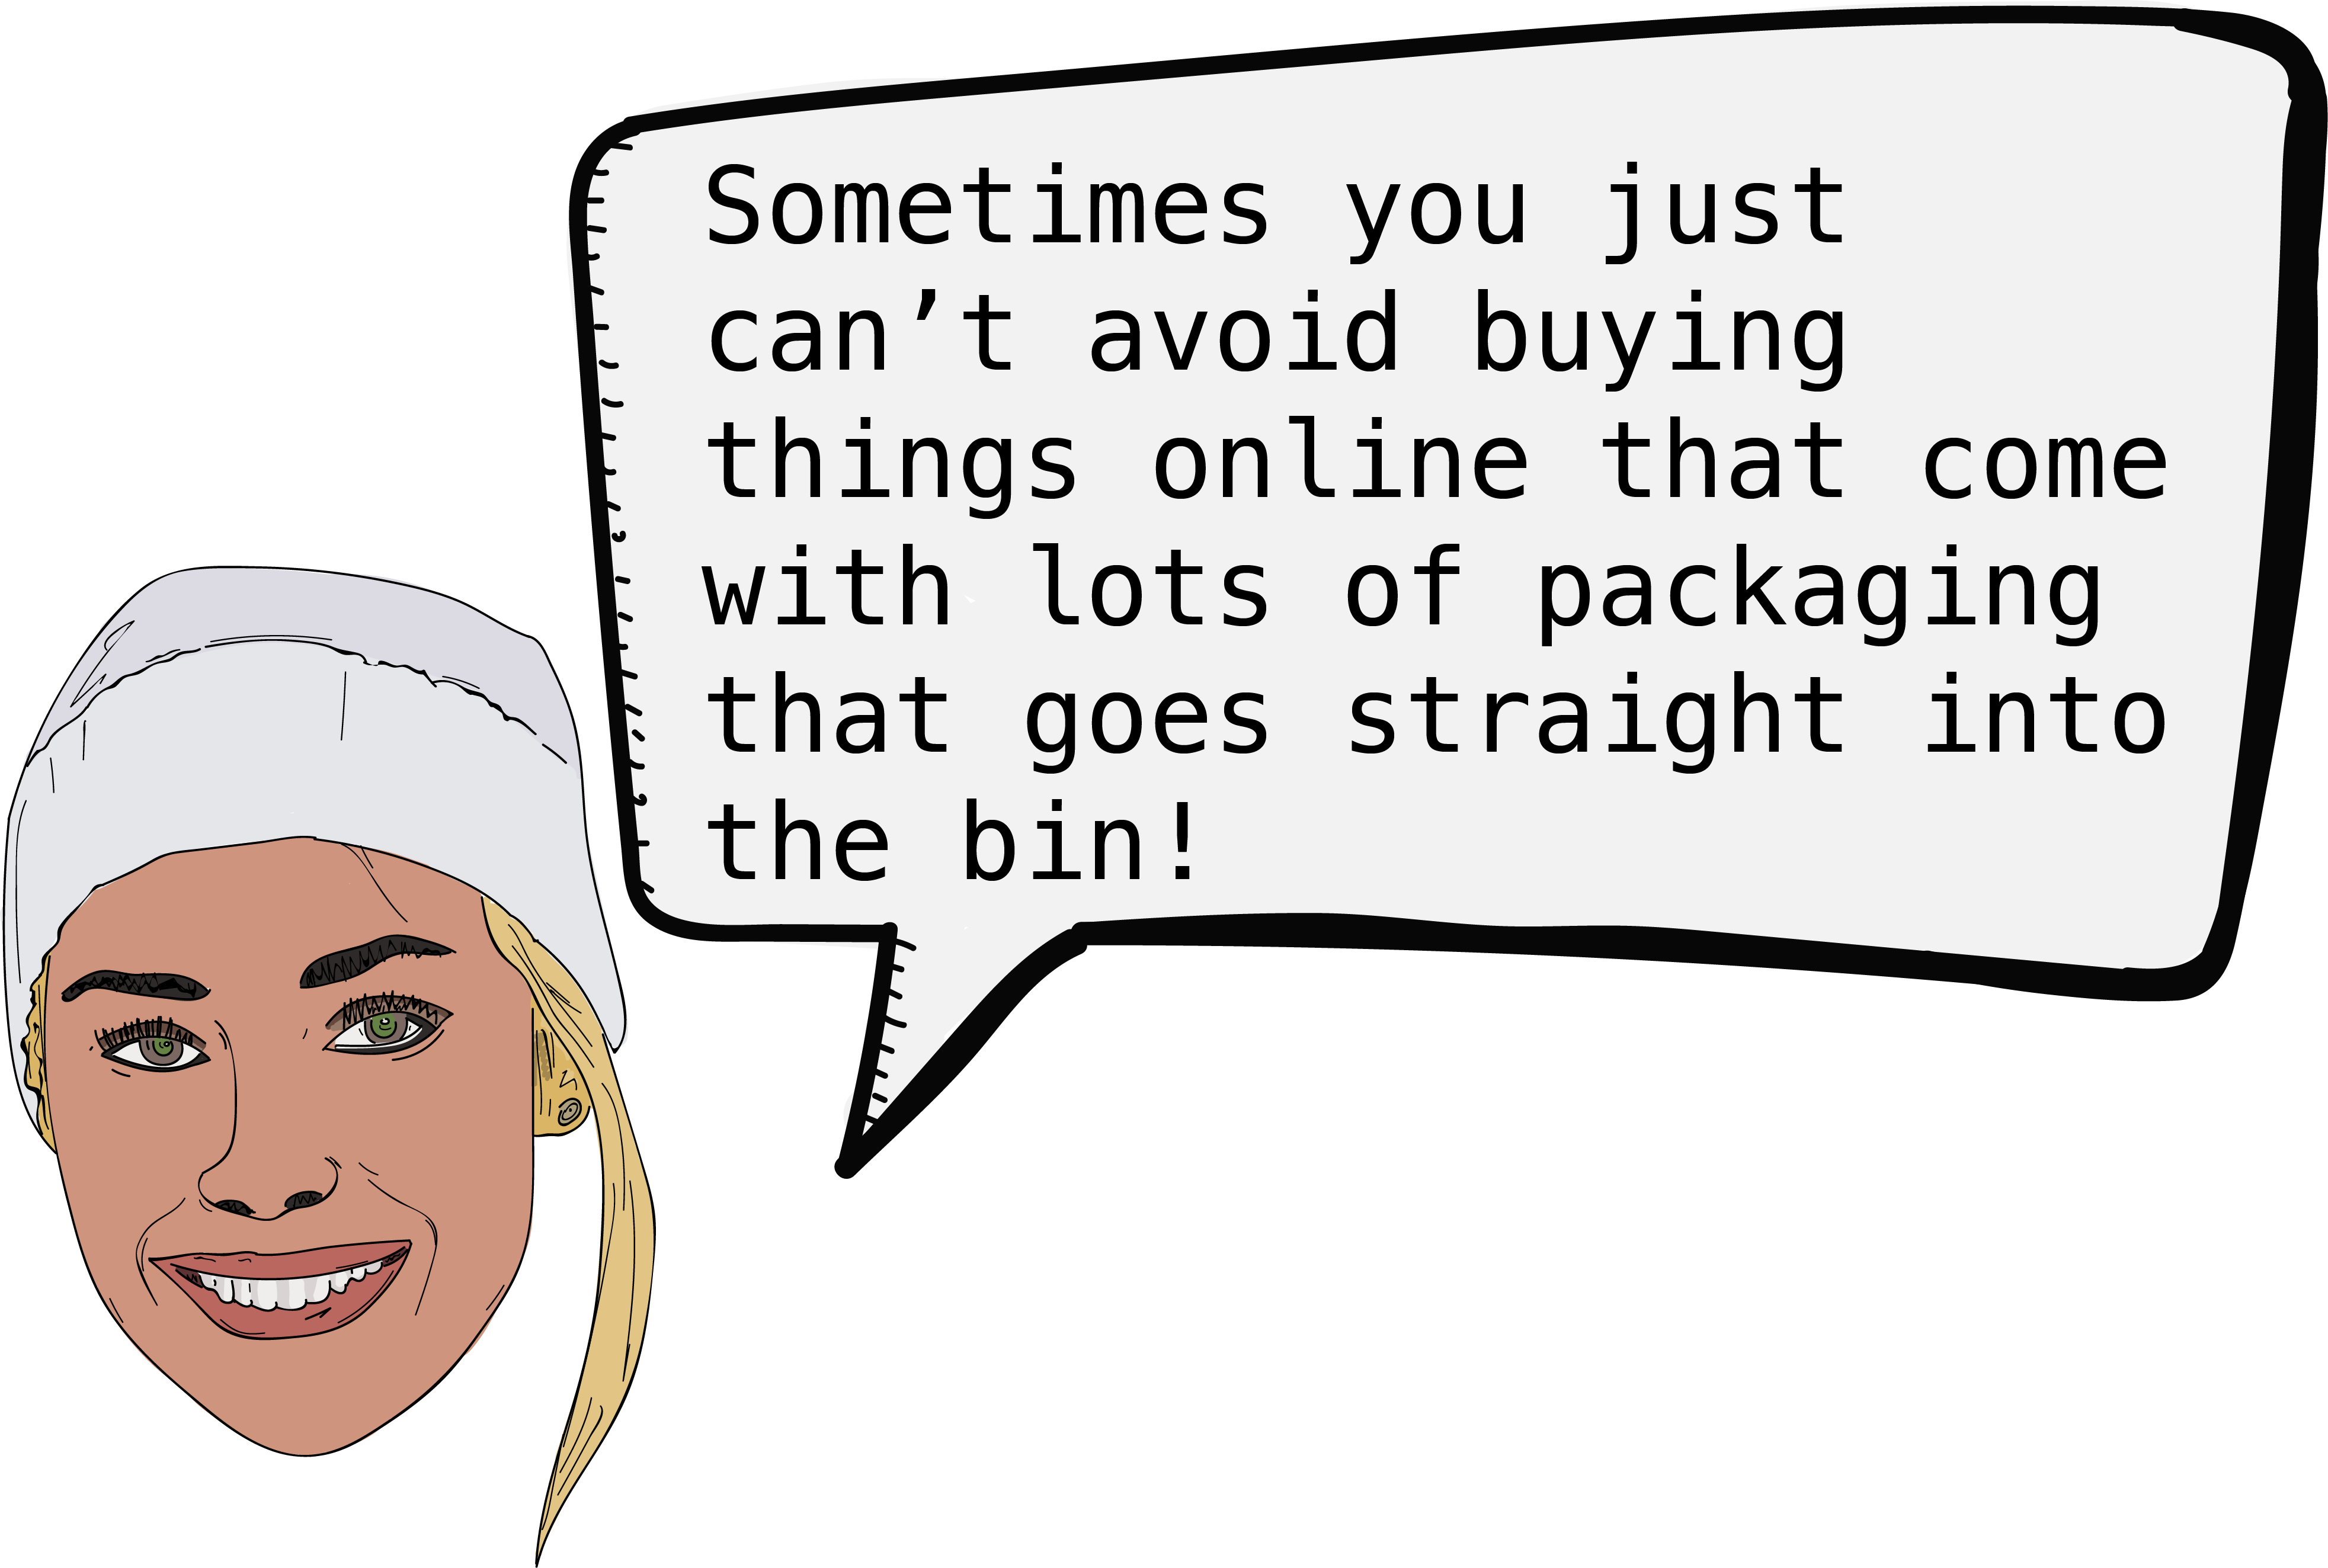 Sometimes you just
can’t avoid buying
things online that come
with lots of packaging
that goes straight into
the bin!